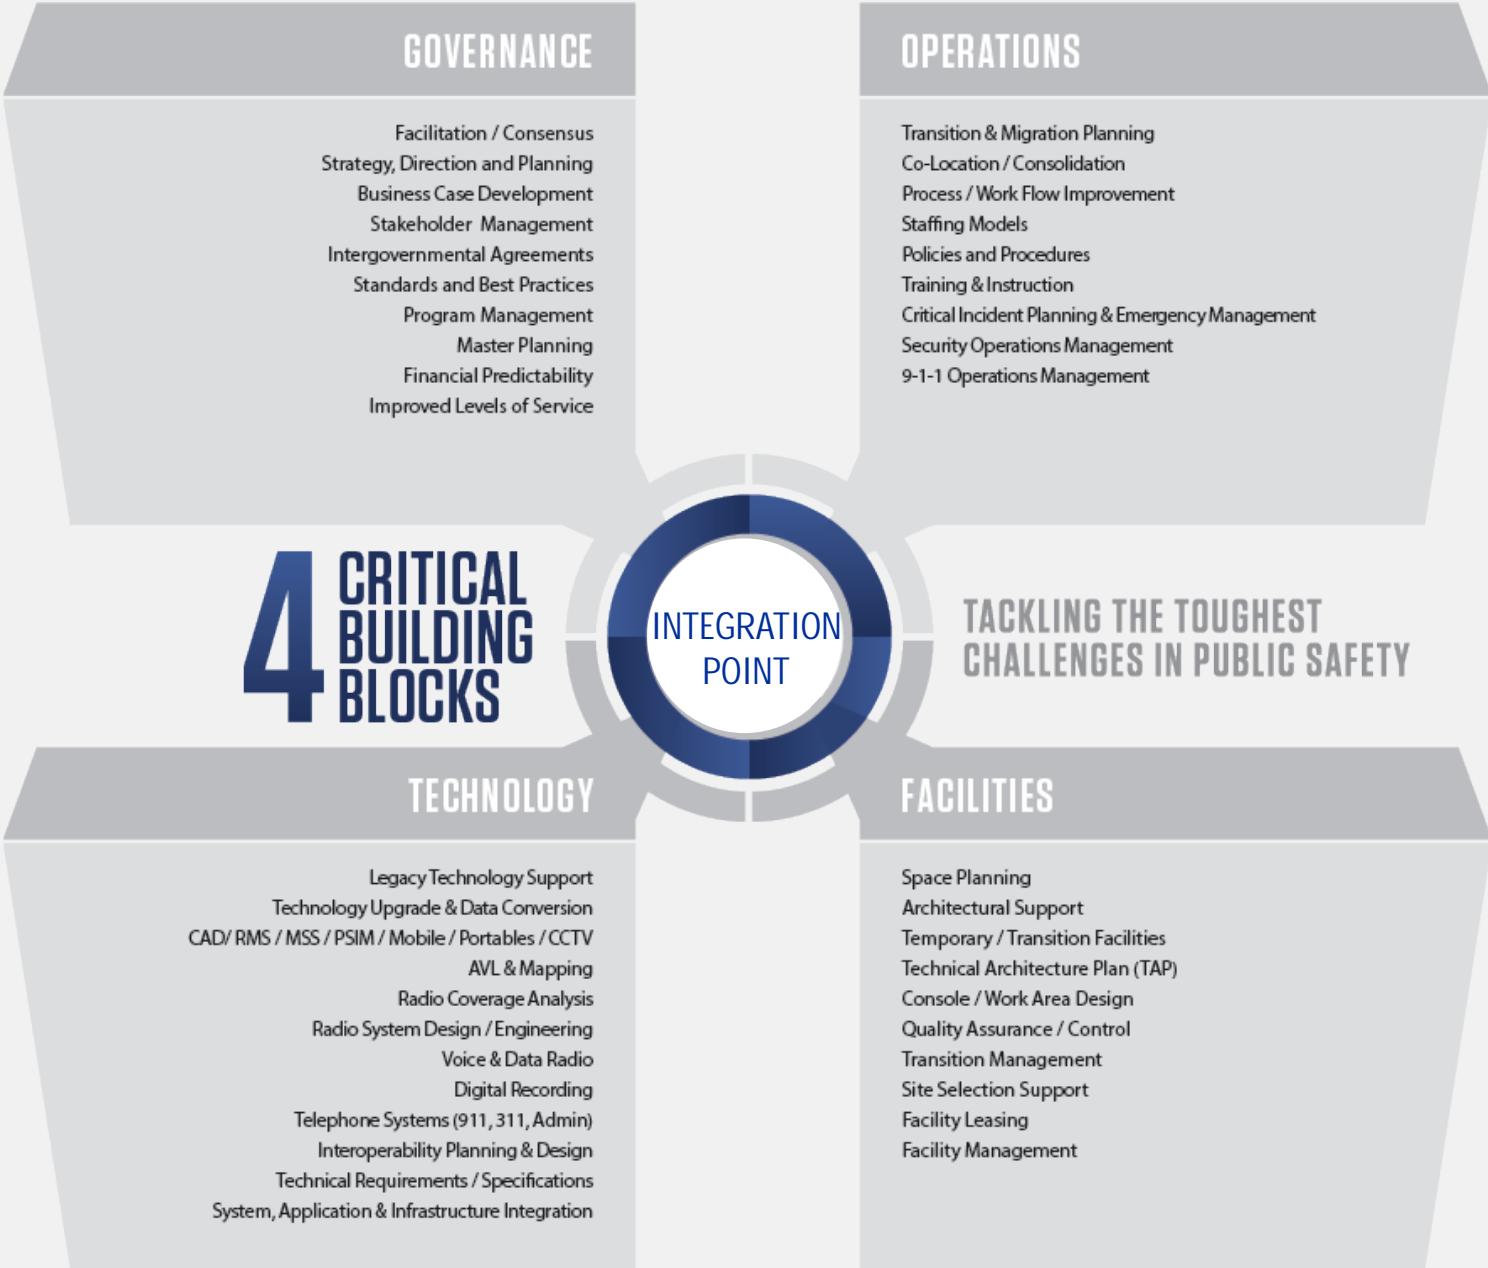 GOVERNANCE
Facilitation / Consensus
Strategy, Direction and Planning
Business Case Development
Stakeholder Management
Intergovernmental Agreements
Standards and Best Practices
Program Management
Master Planning
Financial Predictability
Improved Levels of Service
OPERATIONS
Transition & Migration Planning
Co-Location / Consolidation
Process / Work Flow Improvement
Staffing Models
Policies and Procedures
Training & Instruction
Critical Incident Planning & Emergency Management
Security Operations Management
9-1-1 Operations Management
4 CRITICAL
BUILDING
BLOCKS
INTEGRATION
POINT
TACKLING THE TOUGHEST
CHALLENGES IN PUBLIC SAFETY
TECHNOLOGY
Legacy Technology Support
Technology Upgrade & Data Conversion
CAD/ RMS / MSS / PSIM / Mobile / Portables / CCTV
AVL & Mapping
Radio Coverage Analysis
Radio System Design / Engineering
Voice & Data Radio
Digital Recording
Telephone Systems (911, 311, Admin)
Interoperability Planning & Design
Technical Requirements / Specifications
System, Application & Infrastructure Integration
FACILITIES
Space Planning
Architectural Support
Temporary / Transition Facilities
Technical Architecture Plan (TAP)
Console / Work Area Design
Quality Assurance / Control
Transition Management
Site Selection Support
Facility Leasing
Facility Management